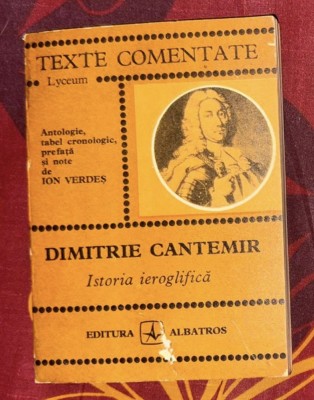 TEXTE COMENTATE
Lyceum
Antologie,
tabel cronologic,
prefață
și note
de
ION VERDEȘ
DIMITRIE CANTEMIR
Istoria ieroglifică
EDITURA ALBATROS